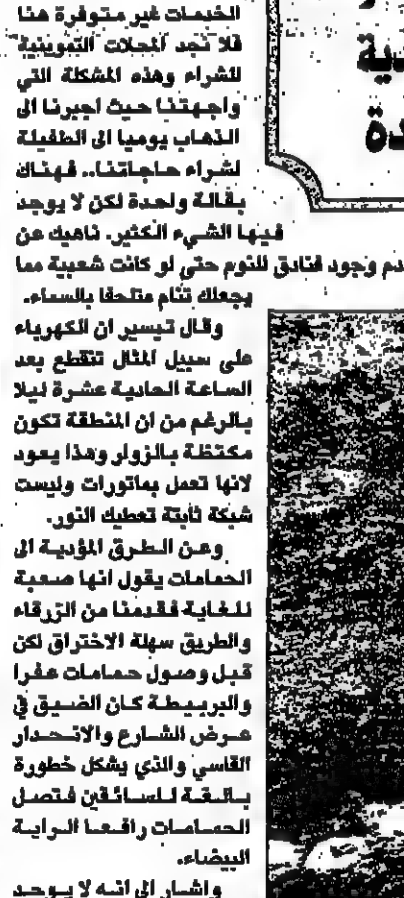 دية
دة
الخيمات غير متوفرة هنا
فلا تجد المحلات التموينية
للشراء وهذه المشكلة التي
واجهتنا حيث اجبرنا الى
الذهاب يوميا الى الطفيلة
لشراء حاجاتنا.. فهناك
بقالة واحدة لكن لا يوجد
فيها الشيء الكثير. ناهيك عن
دم وجود فنادق للنوم حتى لو كانت شعبية مما
يجعلك تنام متلحفا بالسماء.
وقال تيسير ان الكهرباء
على سبيل المثال تنقطع بعد
الساعة الحادية عشرة ليلا
بالرغم من ان المنطقة تكون
مكتظة بالزوار وهذا يعود
لانها تعمل بماتورات وليست
شبكة ثابتة تعطيك النور.
وعن الطرق المؤدية الى
الحمامات يقول انها صعبة
للغاية فقدمنا من الزرقاء
والطريق سهلة الاختراق لكن
قبل وصول حمامات عفرا
والبربيطة كان الضيق في
عرض الشارع والانحدار
القاسي والذي يشكل خطورة
بالغة للسائقين فتصل
الحمامات رافعا الراية
البيضاء.
واشار الى انه لا يوجد